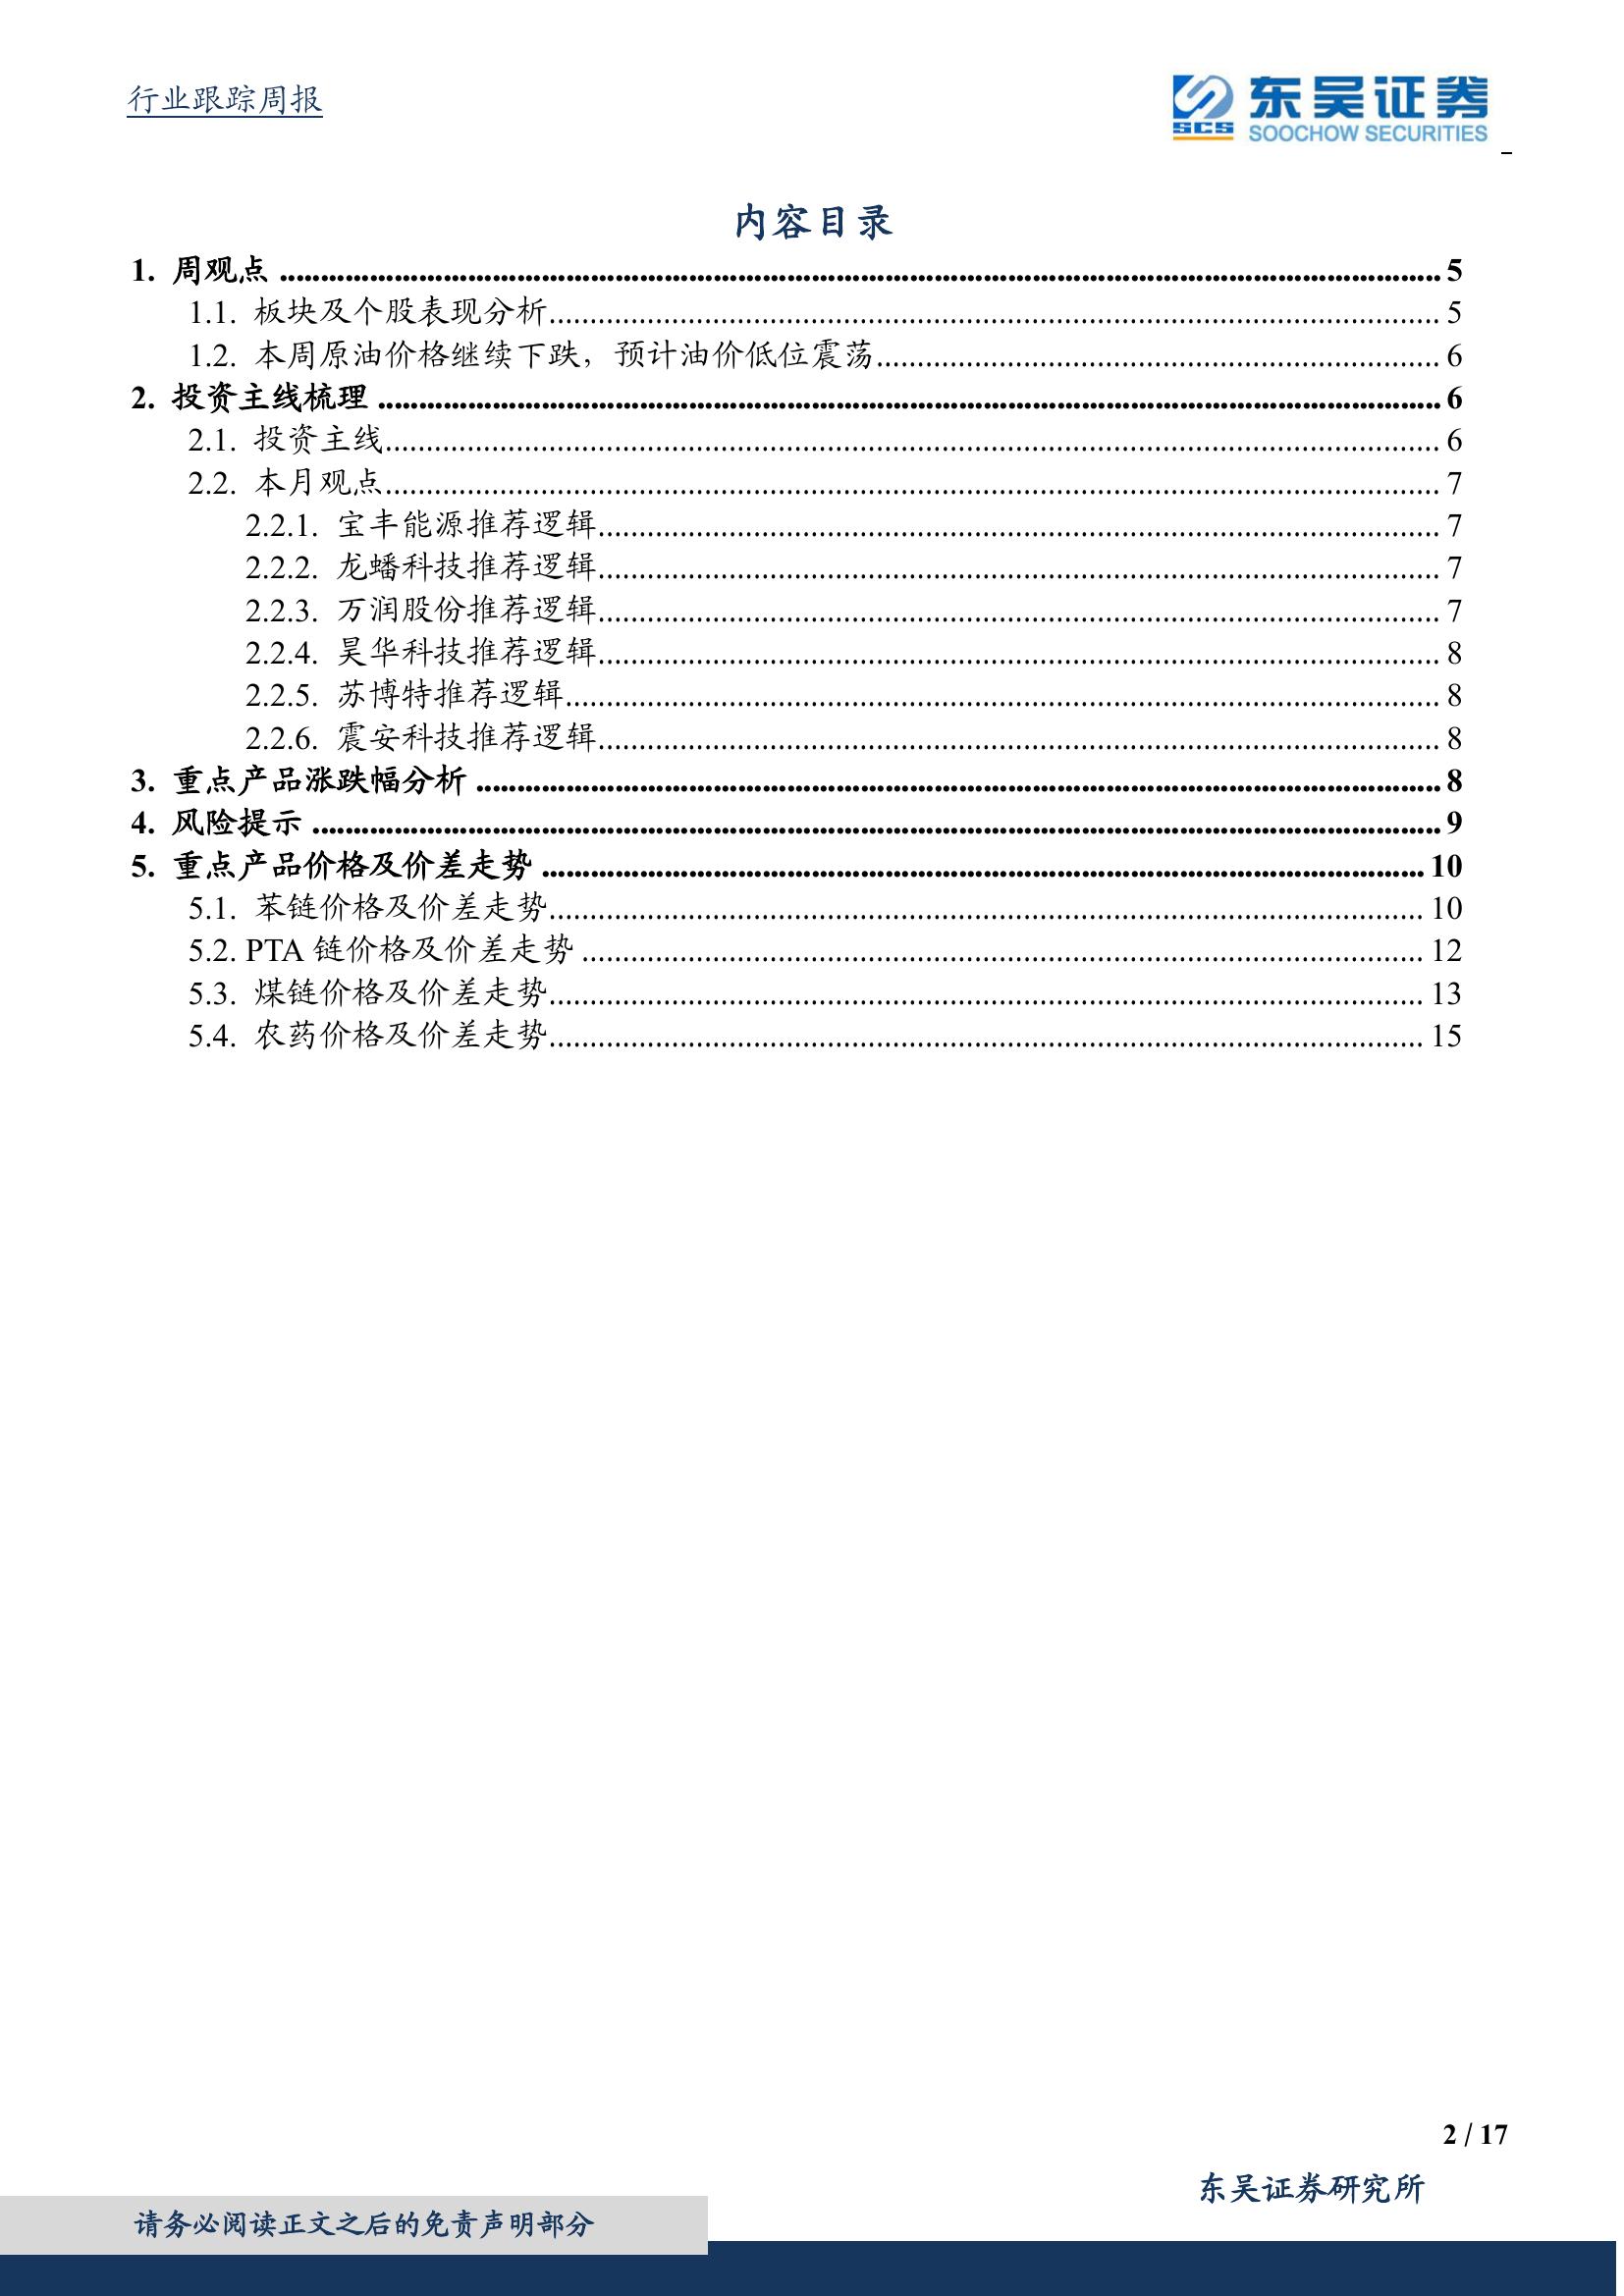 行业跟踪周报
SCS 东吴证券
SOOCHOW SECURITIES
内容目录
1. 周观点 ........ 5
1.1. 板块及个股表现分析 ........ 5
1.2. 本周原油价格继续下跌，预计油价低位震荡 ........ 6
2. 投资主线梳理 ........ 6
2.1. 投资主线 ........ 6
2.2. 本月观点 ........ 7
2.2.1. 宝丰能源推荐逻辑 ........ 7
2.2.2. 龙蟠科技推荐逻辑 ........ 7
2.2.3. 万润股份推荐逻辑 ........ 7
2.2.4. 昊华科技推荐逻辑 ........ 8
2.2.5. 苏博特推荐逻辑 ........ 8
2.2.6. 震安科技推荐逻辑 ........ 8
3. 重点产品涨跌幅分析 ........ 8
4. 风险提示 ........ 9
5. 重点产品价格及价差走势 ........ 10
5.1. 苯链价格及价差走势 ........ 10
5.2. PTA 链价格及价差走势 ........ 12
5.3. 煤链价格及价差走势 ........ 13
5.4. 农药价格及价差走势 ........ 15
2 / 17
东吴证券研究所
请务必阅读正文之后的免责声明部分